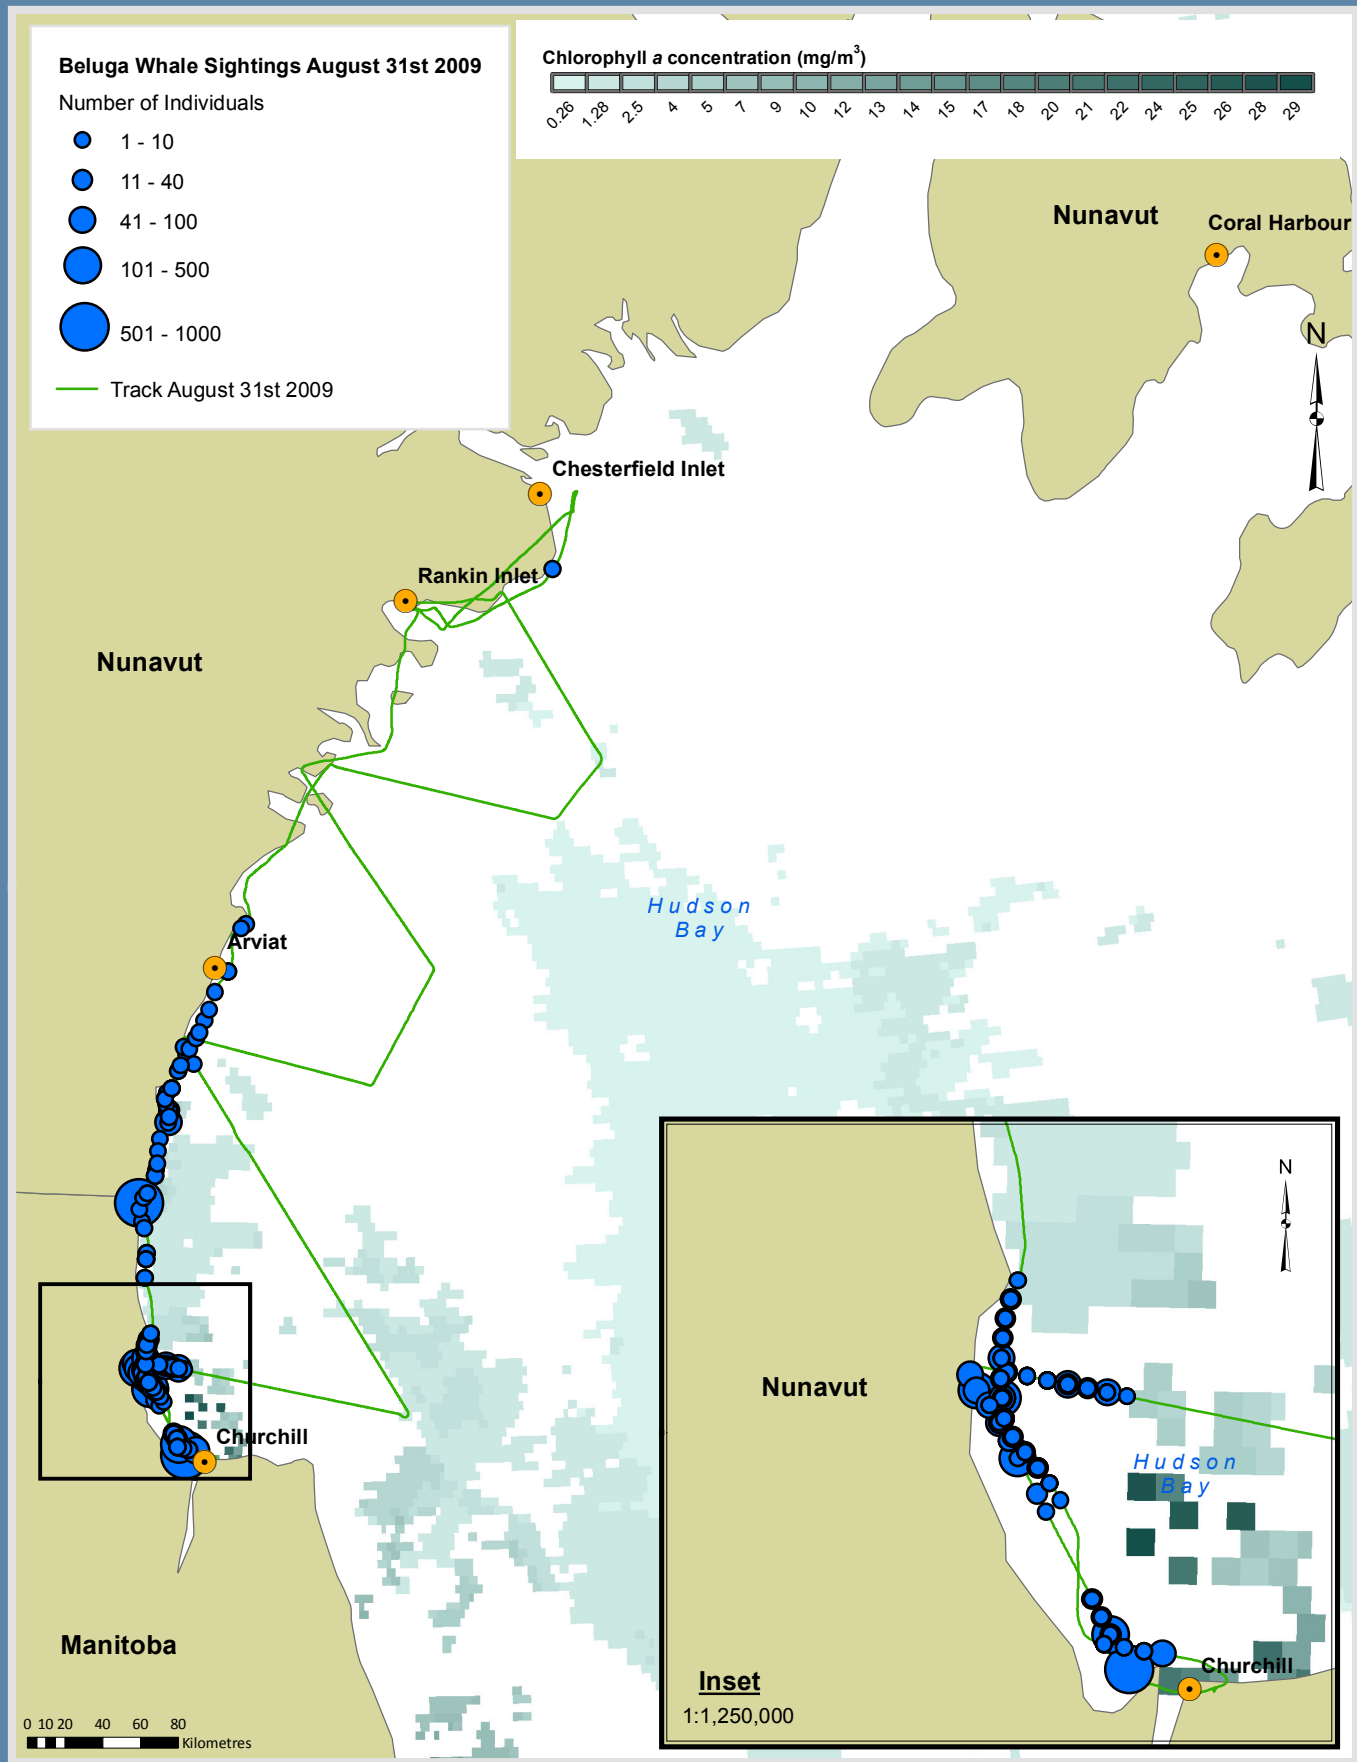 Beluga Whale Sightings August 31st 2009
Number of Individuals
1 - 10
11 - 40
41 - 100
101 - 500
501 - 1000
Track August 31st 2009
Chlorophyll a concentration (mg/m³)
0.26 1.28 2.5 4 5 7 9 10 12 13 14 15 17 18 20 21 22 24 25 26 28 29
Nunavut
Coral Harbour
N
Chesterfield Inlet
Rankin Inlet
Nunavut
Hudson
Bay
Arviat
Churchill
Manitoba
0 10 20 40 60 80
Kilometres
N
Nunavut
Hudson
Bay
Churchill
Inset
1:1,250,000